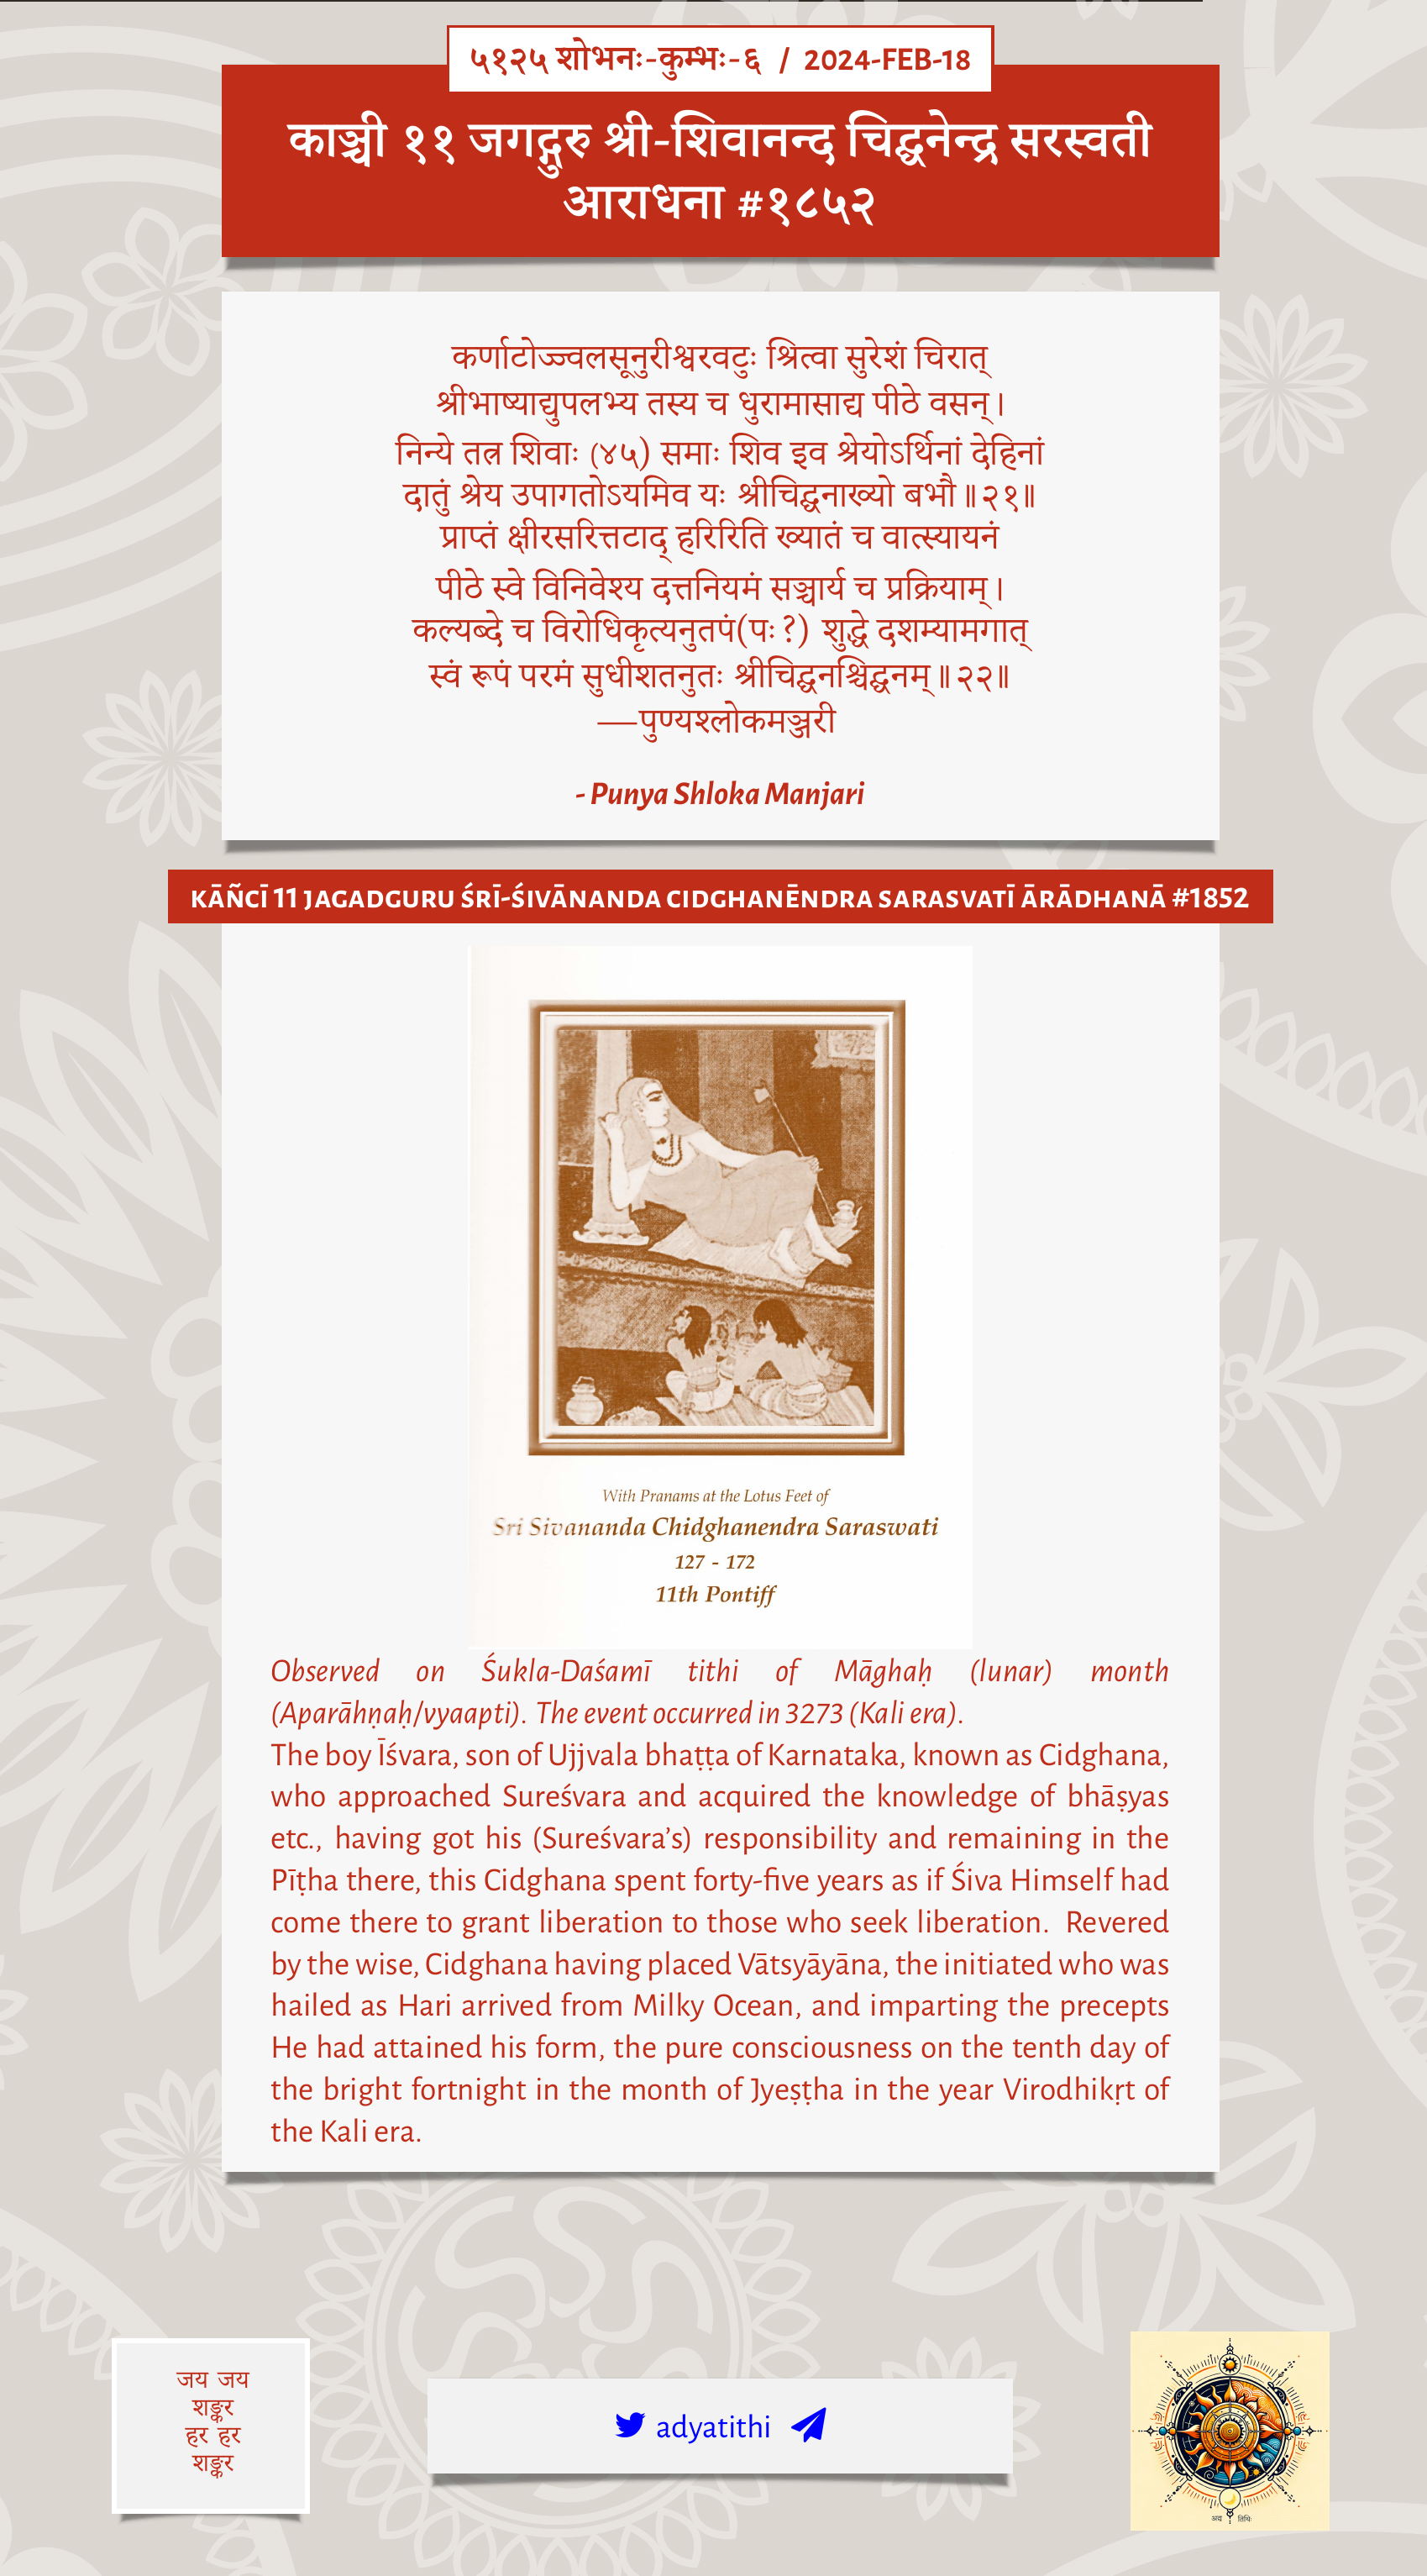 ५१२५ शोभनः-कुम्भः-६ / 2024-FEB-18
काञ्ची ११ जगद्गुरु श्री-शिवानन्द चिद्घनेन्द्र सरस्वती
आराधना #१८५२
कर्णाटोज्ज्वलसूनुरीश्वरवटुः श्रित्वा सुरेशं चिरात्
श्रीभाष्याद्युपलभ्य तस्य च धुरामासाद्य पीठे वसन्।
निन्ये तत्र शिवाः (४५) समाः शिव इव श्रेयोऽर्थिनां देहिनां
दातुं श्रेय उपागतोऽयमिव यः श्रीचिद्घनाख्यो बभौ॥२१॥
प्राप्तं क्षीरसरित्तटाद् हरिरिति ख्यातं च वात्स्यायनं
पीठे स्वे विनिवेश्य दत्तनियमं सञ्चार्य च प्रक्रियाम्।
कल्यब्दे च विरोधिकृत्यनुतपं(पः?) शुद्धे दशम्यामगात्
स्वं रूपं परमं सुधीशतनुतः श्रीचिद्घनश्चिद्घनम्॥२२॥
—पुण्यश्लोकमञ्जरी
- Punya Shloka Manjari
KĀÑCĪ 11 JAGADGURU ŚRĪ-ŚIVĀNANDA CIDGHANĒNDRA SARASVATĪ ĀRĀDHANĀ #1852
With Pranams at the Lotus Feet of
Sri Sivananda Chidghanendra Saraswati
127 - 172
11th Pontiff
Observed on Śukla-Daśamī tithi of Māghaḥ (lunar) month
(Aparāhṇaḥ/vyaapti). The event occurred in 3273 (Kali era).
The boy Īśvara, son of Ujjvala bhaṭṭa of Karnataka, known as Cidghana,
who approached Sureśvara and acquired the knowledge of bhāṣyas
etc., having got his (Sureśvara’s) responsibility and remaining in the
Pīṭha there, this Cidghana spent forty-five years as if Śiva Himself had
come there to grant liberation to those who seek liberation. Revered
by the wise, Cidghana having placed Vātsyāyāna, the initiated who was
hailed as Hari arrived from Milky Ocean, and imparting the precepts
He had attained his form, the pure consciousness on the tenth day of
the bright fortnight in the month of Jyeṣṭha in the year Virodhikṛt of
the Kali era.
जय जय
शङ्कर
हर हर
शङ्कर
adyatithi
अद्य तिथिः